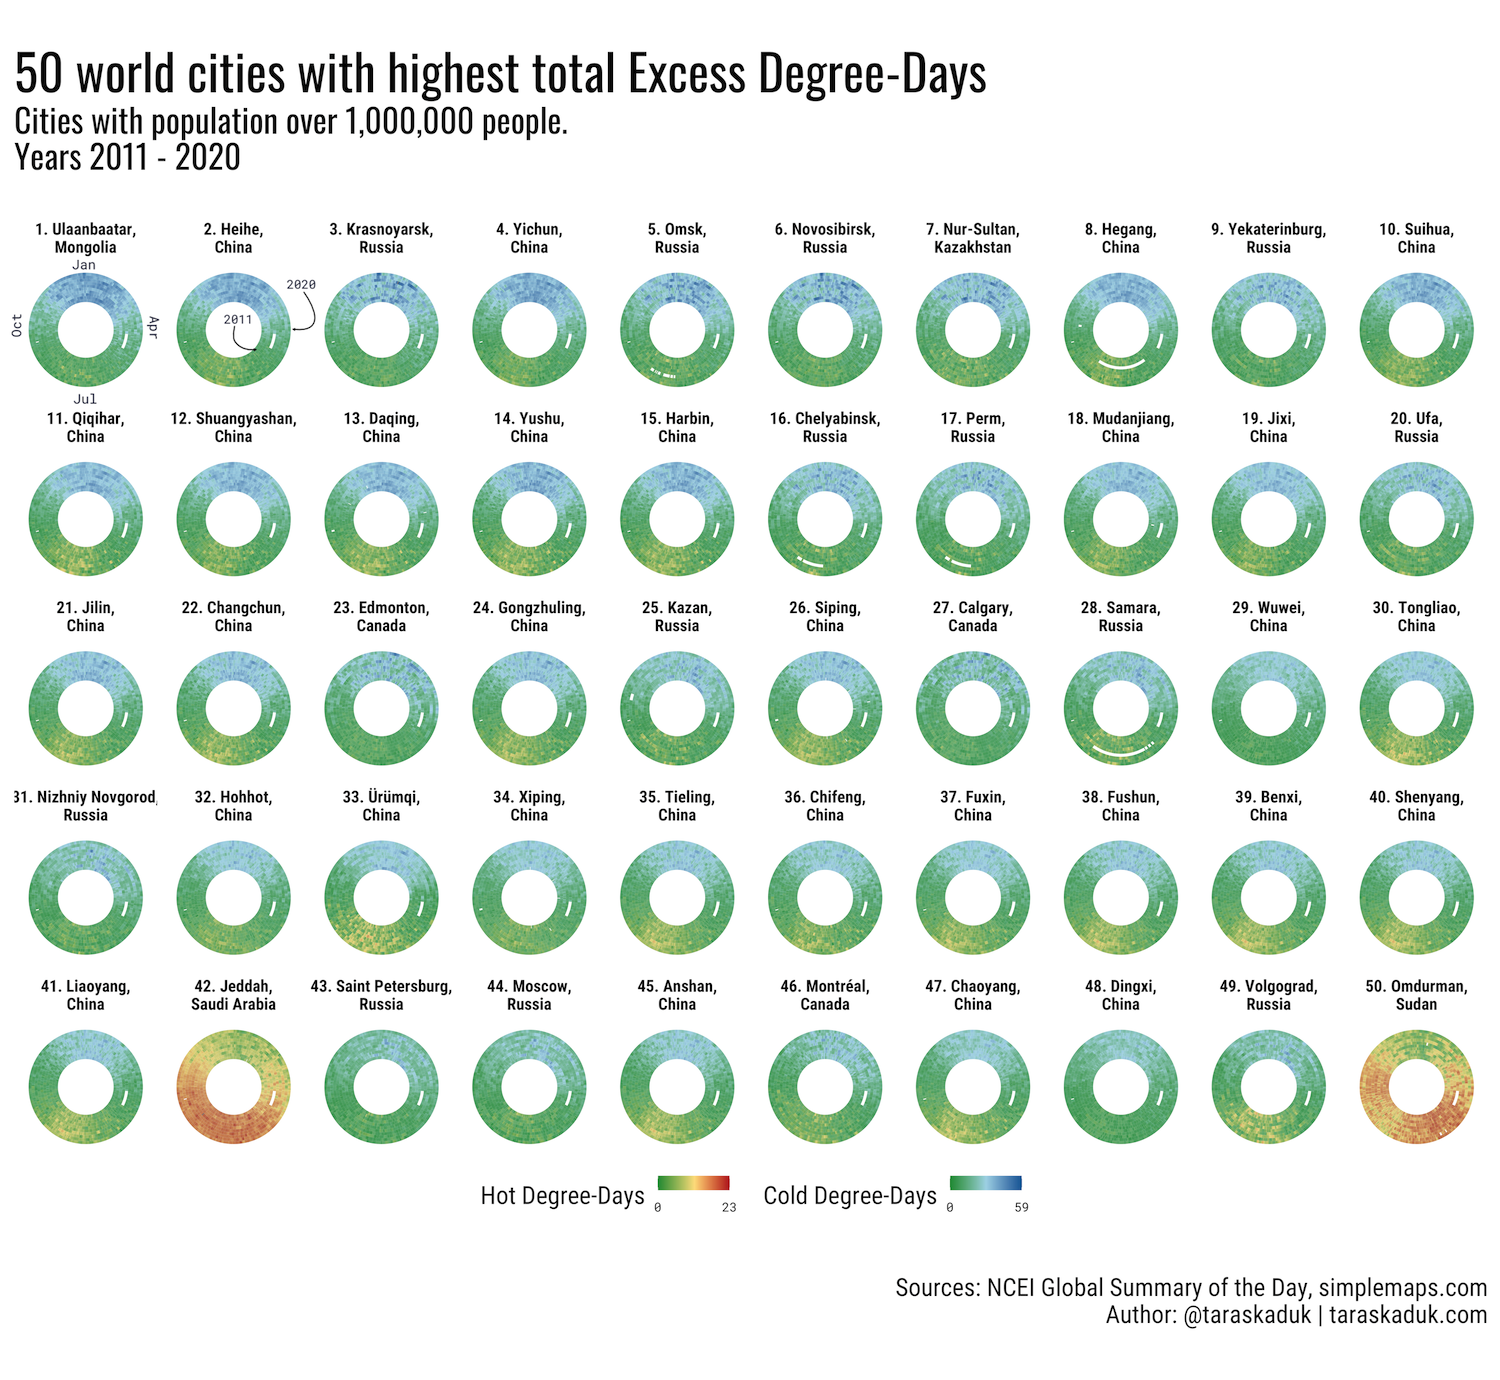 50 world cities with highest total Excess Degree-Days
Cities with population over 1,000,000 people.
Years 2011 - 2020
1. Ulaanbaatar,
Mongolia
2. Heihe,
China
3. Krasnoyarsk,
Russia
4. Yichun,
China
5. Omsk,
Russia
6. Novosibirsk,
Russia
7. Nur-Sultan,
Kazakhstan
8. Hegang,
China
9. Yekaterinburg,
Russia
10. Suihua,
China
Jan
Oct
Apr
Jul
2011
2020
11. Qiqihar,
China
12. Shuangyashan,
China
13. Daqing,
China
14. Yushu,
China
15. Harbin,
China
16. Chelyabinsk,
Russia
17. Perm,
Russia
18. Mudanjiang,
China
19. Jixi,
China
20. Ufa,
Russia
21. Jilin,
China
22. Changchun,
China
23. Edmonton,
Canada
24. Gongzhuling,
China
25. Kazan,
Russia
26. Siping,
China
27. Calgary,
Canada
28. Samara,
Russia
29. Wuwei,
China
30. Tongliao,
China
31. Nizhniy Novgorod,
Russia
32. Hohhot,
China
33. Ürümqi,
China
34. Xiping,
China
35. Tieling,
China
36. Chifeng,
China
37. Fuxin,
China
38. Fushun,
China
39. Benxi,
China
40. Shenyang,
China
41. Liaoyang,
China
42. Jeddah,
Saudi Arabia
43. Saint Petersburg,
Russia
44. Moscow,
Russia
45. Anshan,
China
46. Montréal,
Canada
47. Chaoyang,
China
48. Dingxi,
China
49. Volgograd,
Russia
50. Omdurman,
Sudan
Hot Degree-Days
0 23
Cold Degree-Days
0 59
Sources: NCEI Global Summary of the Day, simplemaps.com
Author: @taraskaduk | taraskaduk.com